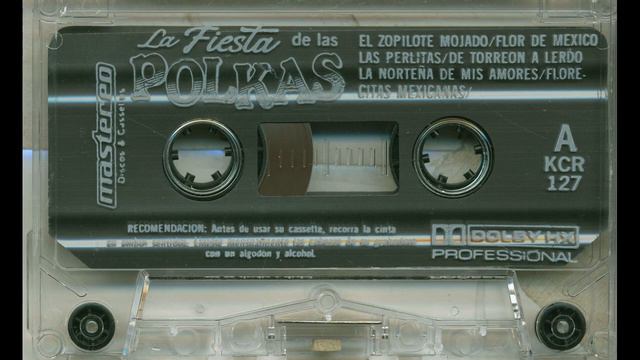 La Fiesta de las
POLKAS
EL ZOPILOTE MOJADO/FLOR DE MEXICO
LAS PERLITAS/DE TORREON A LERDO
LA NORTEÑA DE MIS AMORES/FLORE-
CITAS MEXICANAS/
mastereo
Discos & Cassettes
A
KCR
127
RECOMENDACION: Antes de usar su cassette, recorra la cinta
con un algodón y alcohol.
DOLBY HX
PROFESSIONAL